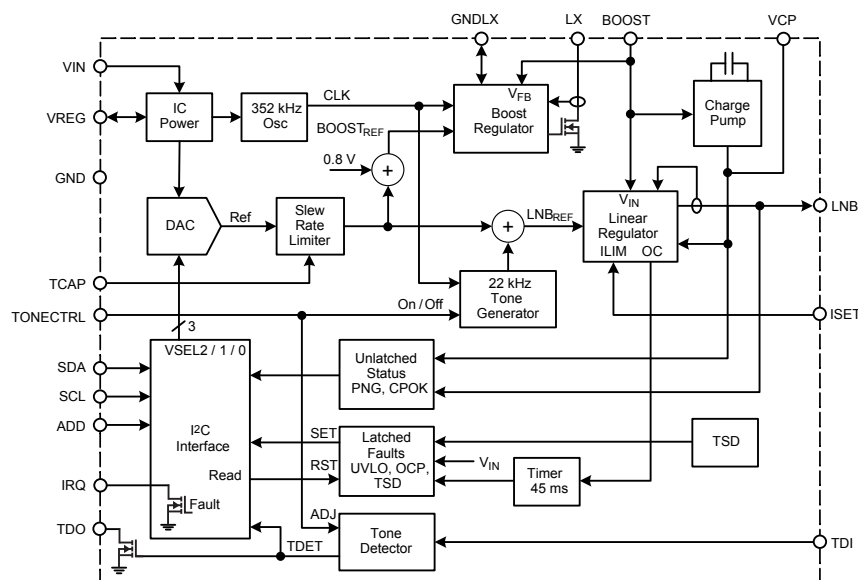 GNDLX
LX
BOOST
VCP
VIN
VREG
GND
TCAP
TONECTRL
SDA
SCL
ADD
IRQ
TDO
LNB
ISET
TDI
IC
Power
352 kHz
Osc
CLK
BOOSTREF
0.8 V
+
VFB
Boost
Regulator
Charge
Pump
DAC
Ref
Slew
Rate
Limiter
+
LNBREF
VIN
Linear
Regulator
ILIM OC
22 kHz
Tone
Generator
On / Off
3
VSEL2 / 1 / 0
I2C
Interface
Read
Fault
Unlatched
Status
PNG, CPOK
SET
RST
Latched
Faults
UVLO, OCP,
TSD
VIN
Timer
45 ms
TSD
ADJ
TDET
Tone
Detector